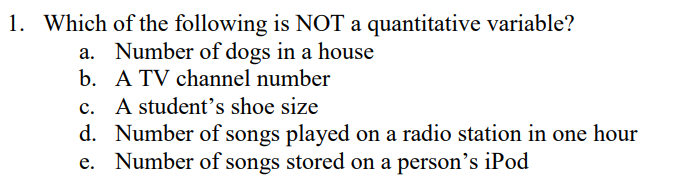 1. Which of the following is NOT a quantitative variable?
a. Number of dogs in a house
b. A TV channel number
c. A student’s shoe size
d. Number of songs played on a radio station in one hour
e. Number of songs stored on a person’s iPod